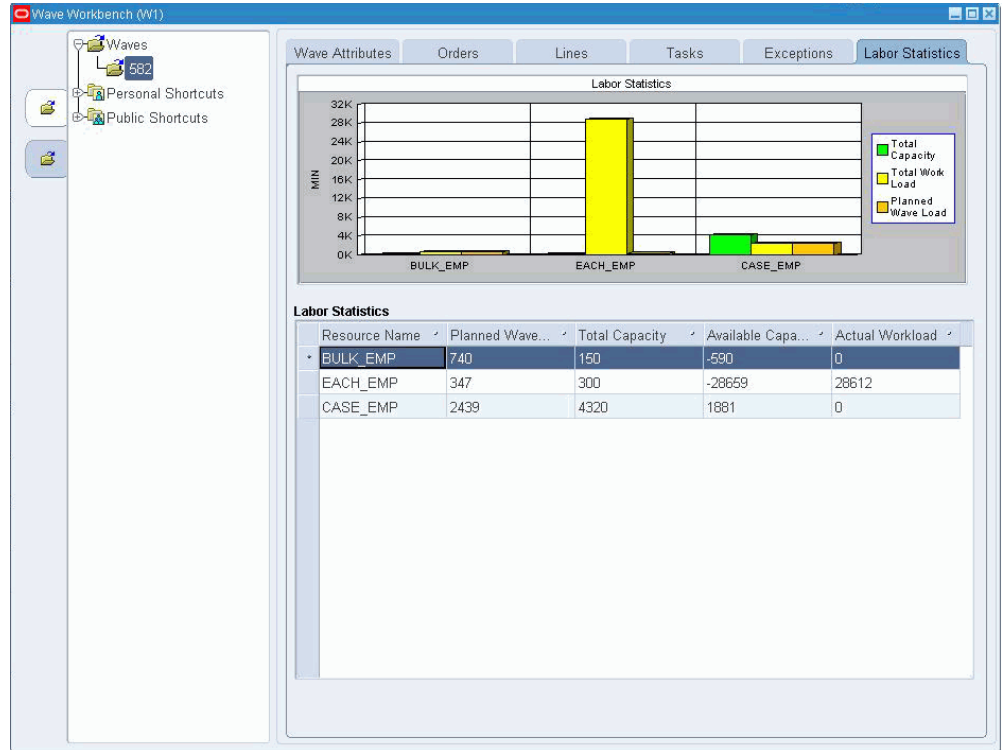 Wave Workbench (W1)
Waves
582
Personal Shortcuts
Public Shortcuts
Wave Attributes
Orders
Lines
Tasks
Exceptions
Labor Statistics
Labor Statistics
32K
28K
24K
20K
16K
12K
8K
4K
0K
MIN
BULK_EMP
EACH_EMP
CASE_EMP
Total
Capacity
Total Work
Load
Planned
Wave Load
Labor Statistics
Resource Name Planned Wave... Total Capacity Available Capa... Actual Workload
BULK_EMP 740 150 -590 0
EACH_EMP 347 300 -28659 28612
CASE_EMP 2439 4320 1881 0